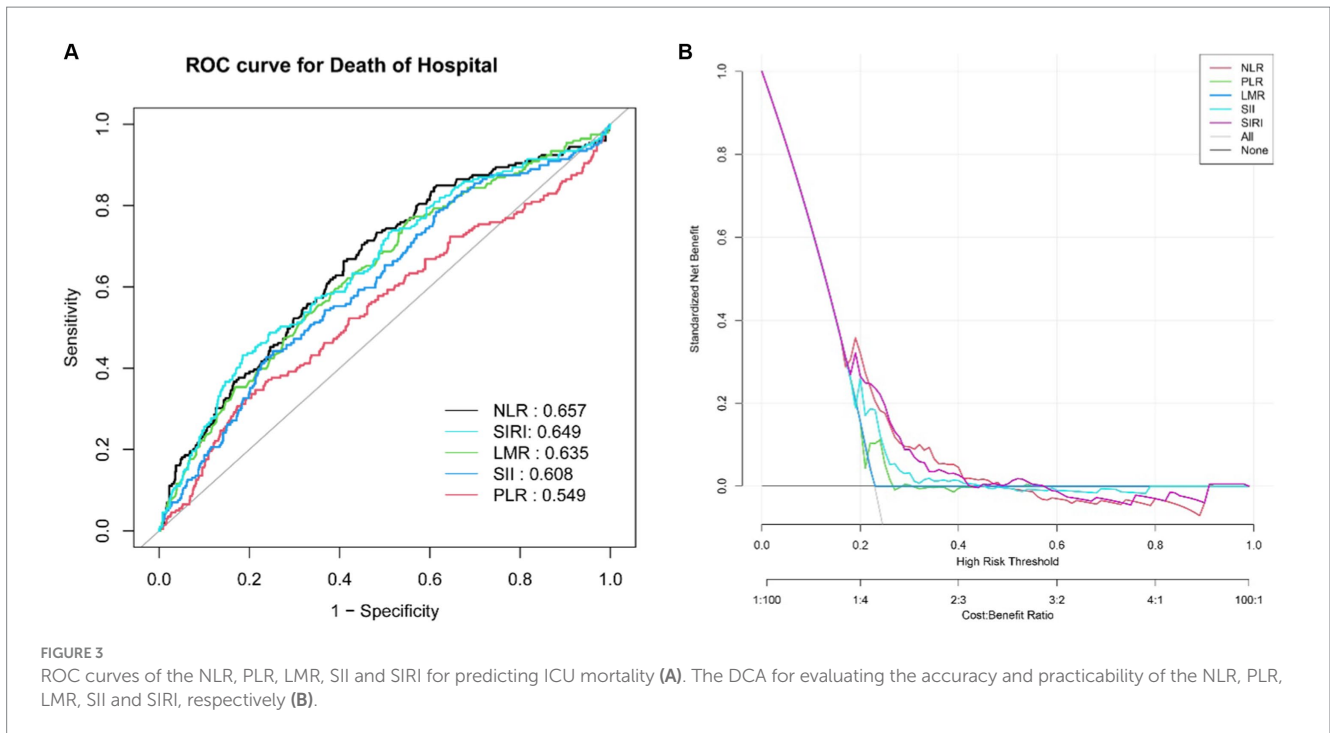 A
ROC curve for Death of Hospital
Sensitivity
1.0
0.8
0.6
0.4
0.2
0.0
NLR : 0.657
SIRI: 0.649
LMR : 0.635
SII : 0.608
PLR : 0.549
0.0 0.2 0.4 0.6 0.8 1.0
1 − Specificity
B
Standardized Net Benefit
1.0
0.8
0.6
0.4
0.2
0.0
NLR
PLR
LMR
SII
SIRI
All
None
0.0 0.2 0.4 0.6 0.8 1.0
High Risk Threshold
1:100 1:4 2:3 3:2 4:1 100:1
Cost:Benefit Ratio
FIGURE 3
ROC curves of the NLR, PLR, LMR, SII and SIRI for predicting ICU mortality (A). The DCA for evaluating the accuracy and practicability of the NLR, PLR,
LMR, SII and SIRI, respectively (B).